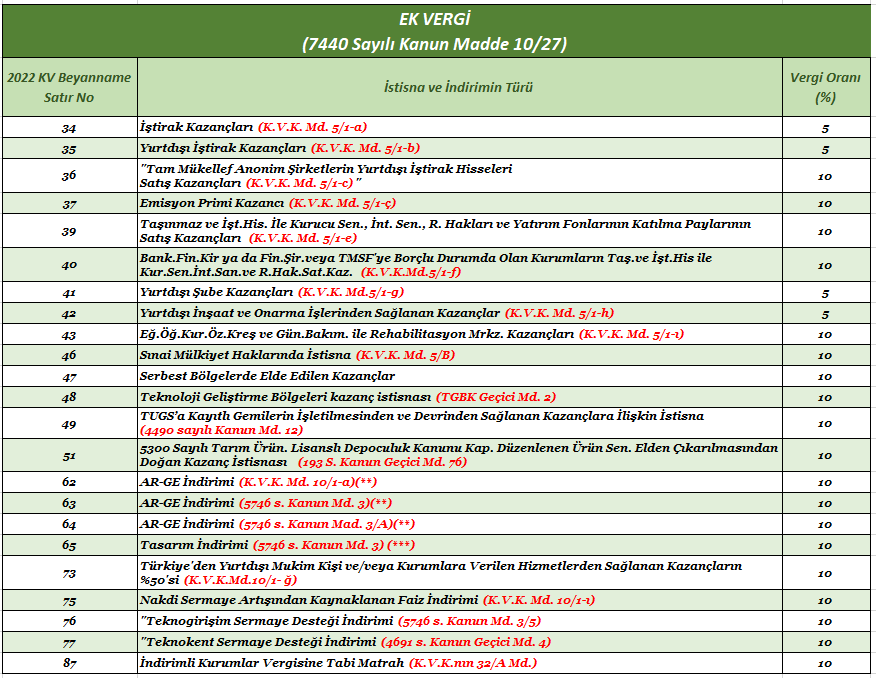 EK VERGİ
(7440 Sayılı Kanun Madde 10/27)
2022 KV Beyanname
Satır No
İstisna ve İndirimin Türü
Vergi Oranı
(%)
34 İştirak Kazançları (K.V.K. Md. 5/1-a) 5
35 Yurtdışı İştirak Kazançları (K.V.K. Md. 5/1-b) 5
36 "Tam Mükellef Anonim Şirketlerin Yurtdışı İştirak Hisseleri
Satış Kazançları (K.V.K. Md. 5/1-c) " 10
37 Emisyon Primi Kazancı (K.V.K. Md. 5/1-ç) 10
39 Taşınmaz ve İşt.His. İle Kurucu Sen., İnt. Sen., R. Hakları ve Yatırım Fonlarının Katılma Paylarının
Satış Kazançları (K.V.K. Md. 5/1-e) 10
40 Bank.Fin.Kir ya da Fin.Şir.veya TMSF'ye Borçlu Durumda Olan Kurumların Taş.ve İşt.His ile
Kur.Sen.İnt.San.ve R.Hak.Sat.Kaz. (K.V.K.Md.5/1-f) 10
41 Yurtdışı Şube Kazançları (K.V.K. Md.5/1-g) 5
42 Yurtdışı İnşaat ve Onarma İşlerinden Sağlanan Kazançlar (K.V.K. Md. 5/1-h) 5
43 Eğ.Öğ.Kur.Öz.Kreş ve Gün.Bakım. ile Rehabilitasyon Mrkz. Kazançları (K.V.K. Md. 5/1-ı) 10
46 Sınai Mülkiyet Haklarında İstisna (K.V.K. Md. 5/B) 10
47 Serbest Bölgelerde Elde Edilen Kazançlar 10
48 Teknoloji Geliştirme Bölgeleri kazanç istisnası (TGBK Geçici Md. 2) 10
49 TUGS'a Kayıtlı Gemilerin İşletilmesinden ve Devrinden Sağlanan Kazançlara İlişkin İstisna
(4490 sayılı Kanun Md. 12) 10
51 5300 Sayılı Tarım Ürün. Lisanslı Depoculuk Kanunu Kap. Düzenlenen Ürün Sen. Elden Çıkarılmasından
Doğan Kazanç İstisnası (193 S. Kanun Geçici Md. 76) 10
62 AR-GE İndirimi (K.V.K. Md. 10/1-a)(**) 10
63 AR-GE İndirimi (5746 s. Kanun Md. 3)(**) 10
64 AR-GE İndirimi (5746 s. Kanun Mad. 3/A)(**) 10
65 Tasarım İndirimi (5746 s. Kanun Md. 3) (***) 10
73 Türkiye'den Yurtdışı Mukim Kişi ve/veya Kurumlara Verilen Hizmetlerden Sağlanan Kazançların
%50'si (K.V.K.Md.10/1- ğ) 10
75 Nakdi Sermaye Artışından Kaynaklanan Faiz İndirimi (K.V.K. Md. 10/1-ı) 10
76 "Teknogirişim Sermaye Desteği İndirimi (5746 s. Kanun Md. 3/5) 10
77 "Teknokent Sermaye Desteği İndirimi (4691 s. Kanun Geçici Md. 4) 10
87 İndirimli Kurumlar Vergisine Tabi Matrah (K.V.K.nın 32/A Md.) 10